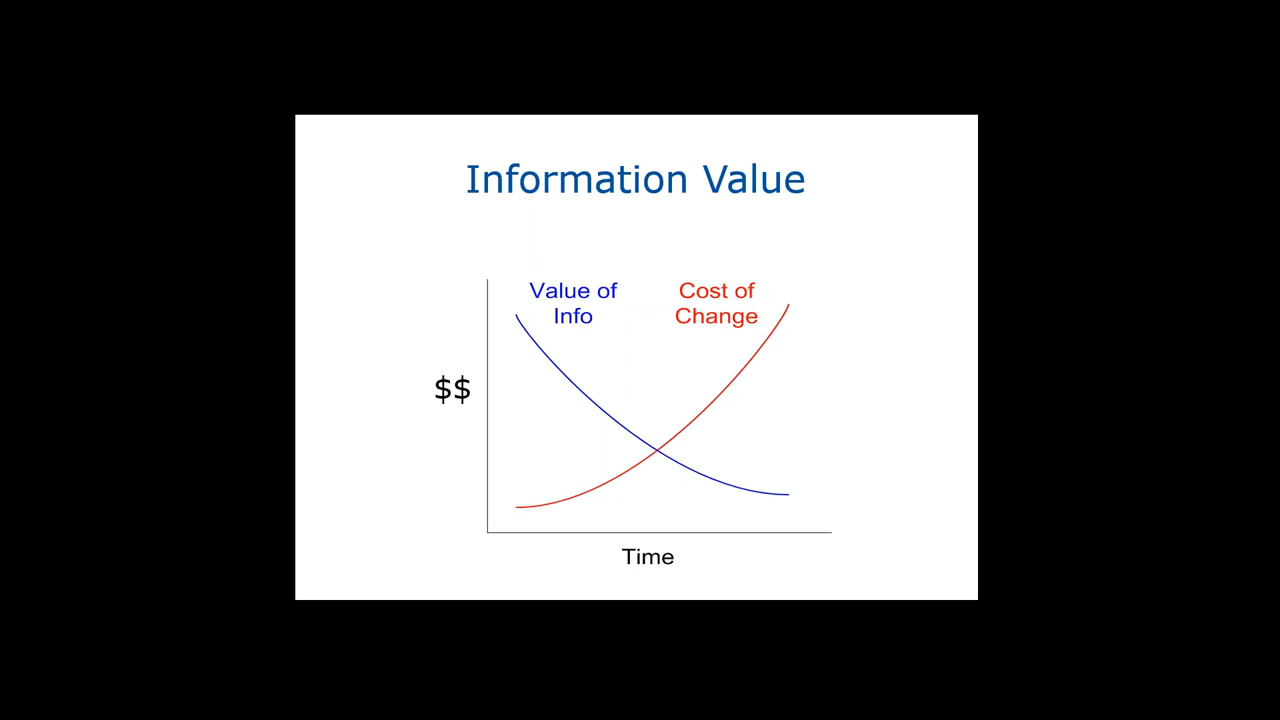 Information Value
Value of
Info
Cost of
Change
$$
Time